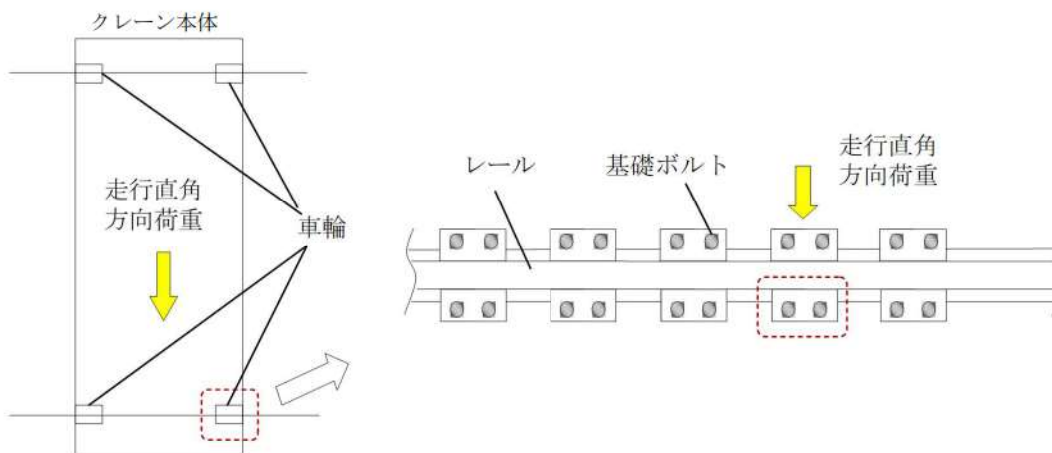 クレーン本体
走行直角
方向荷重
車輪
レール
基礎ボルト
走行直角
方向荷重